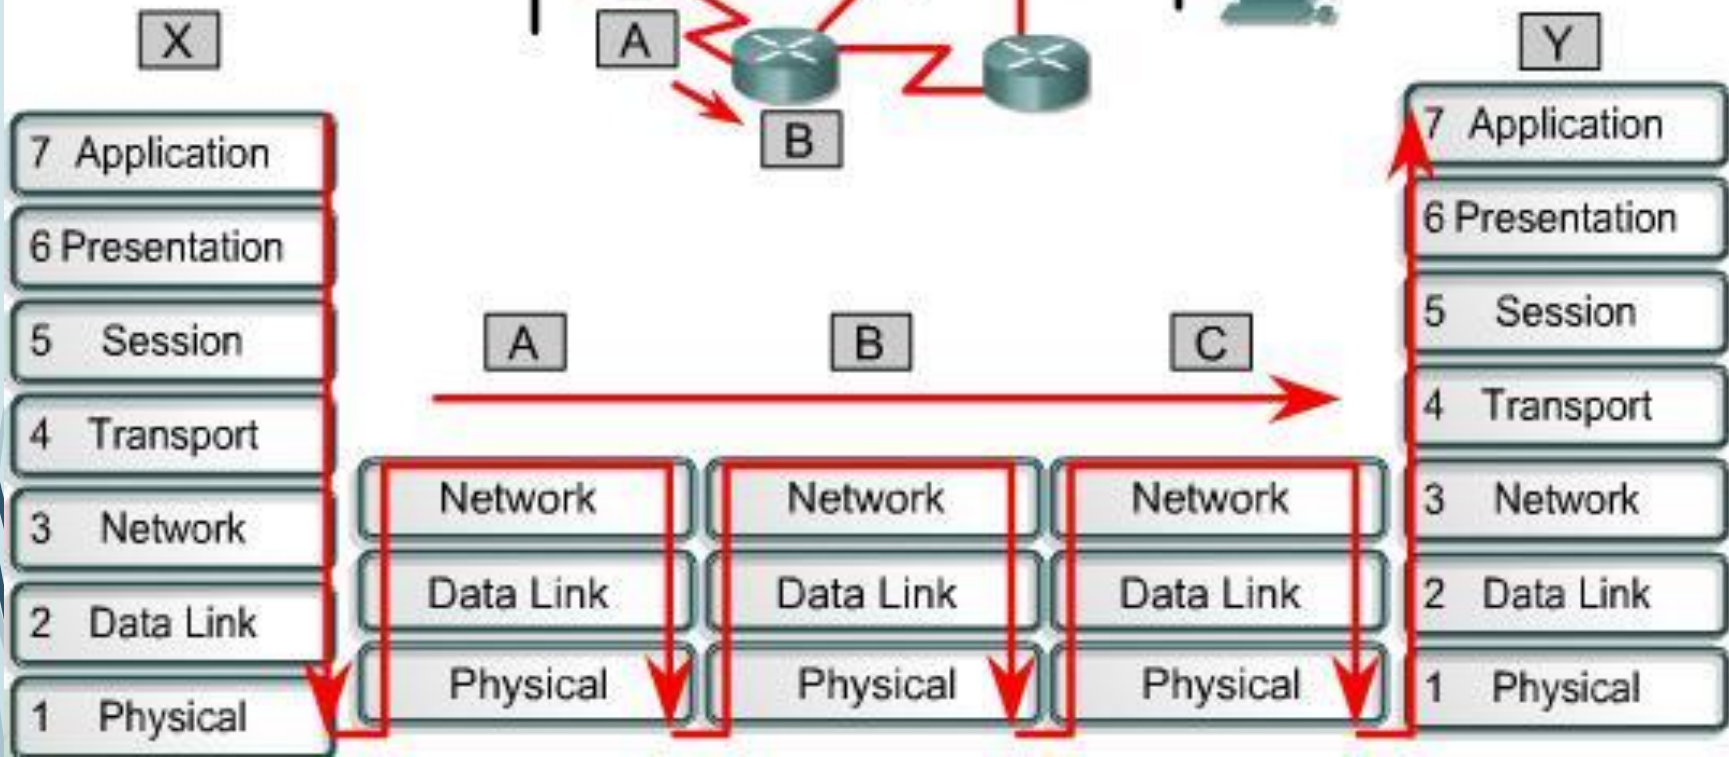 X
A
B
Y
7 Application
6 Presentation
5 Session
4 Transport
3 Network
2 Data Link
1 Physical
A
B
C
Network
Data Link
Physical
Network
Data Link
Physical
Network
Data Link
Physical
7 Application
6 Presentation
5 Session
4 Transport
3 Network
2 Data Link
1 Physical